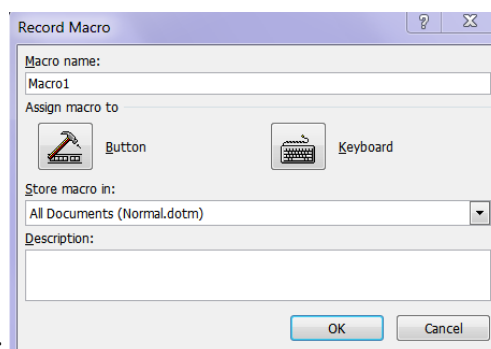 Record Macro
Macro name:
Macro1
Assign macro to
Button Keyboard
Store macro in:
All Documents (Normal.dotm)
Description:
OK Cancel